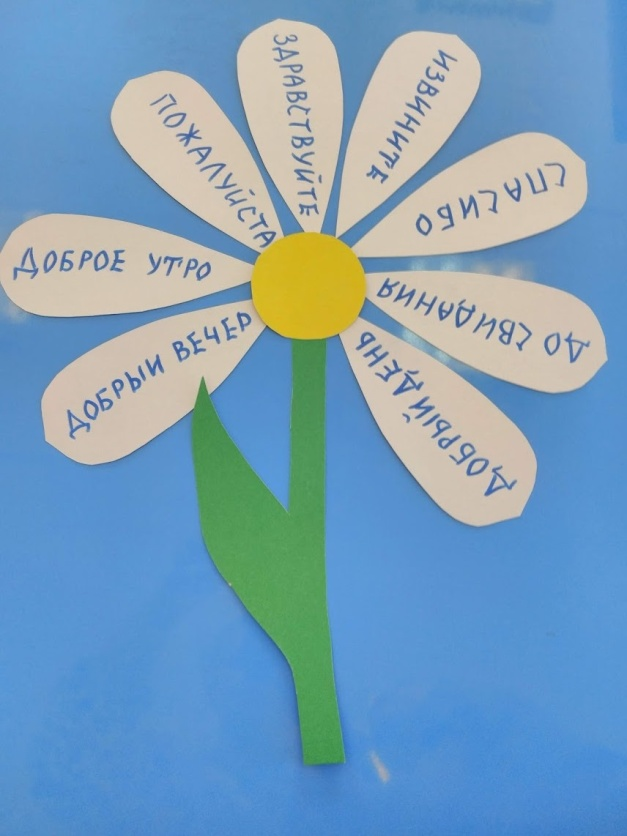 ДОБРЫЙ ВЕЧЕР
ДОБРОЕ УТРО
ПОЖАЛУЙСТА
ЗДРАВСТВУЙТЕ
ИЗВИНИТЕ
СПАСИБО
ДО СВИДАНИЯ
ДОБРЫЙ ДЕНЬ